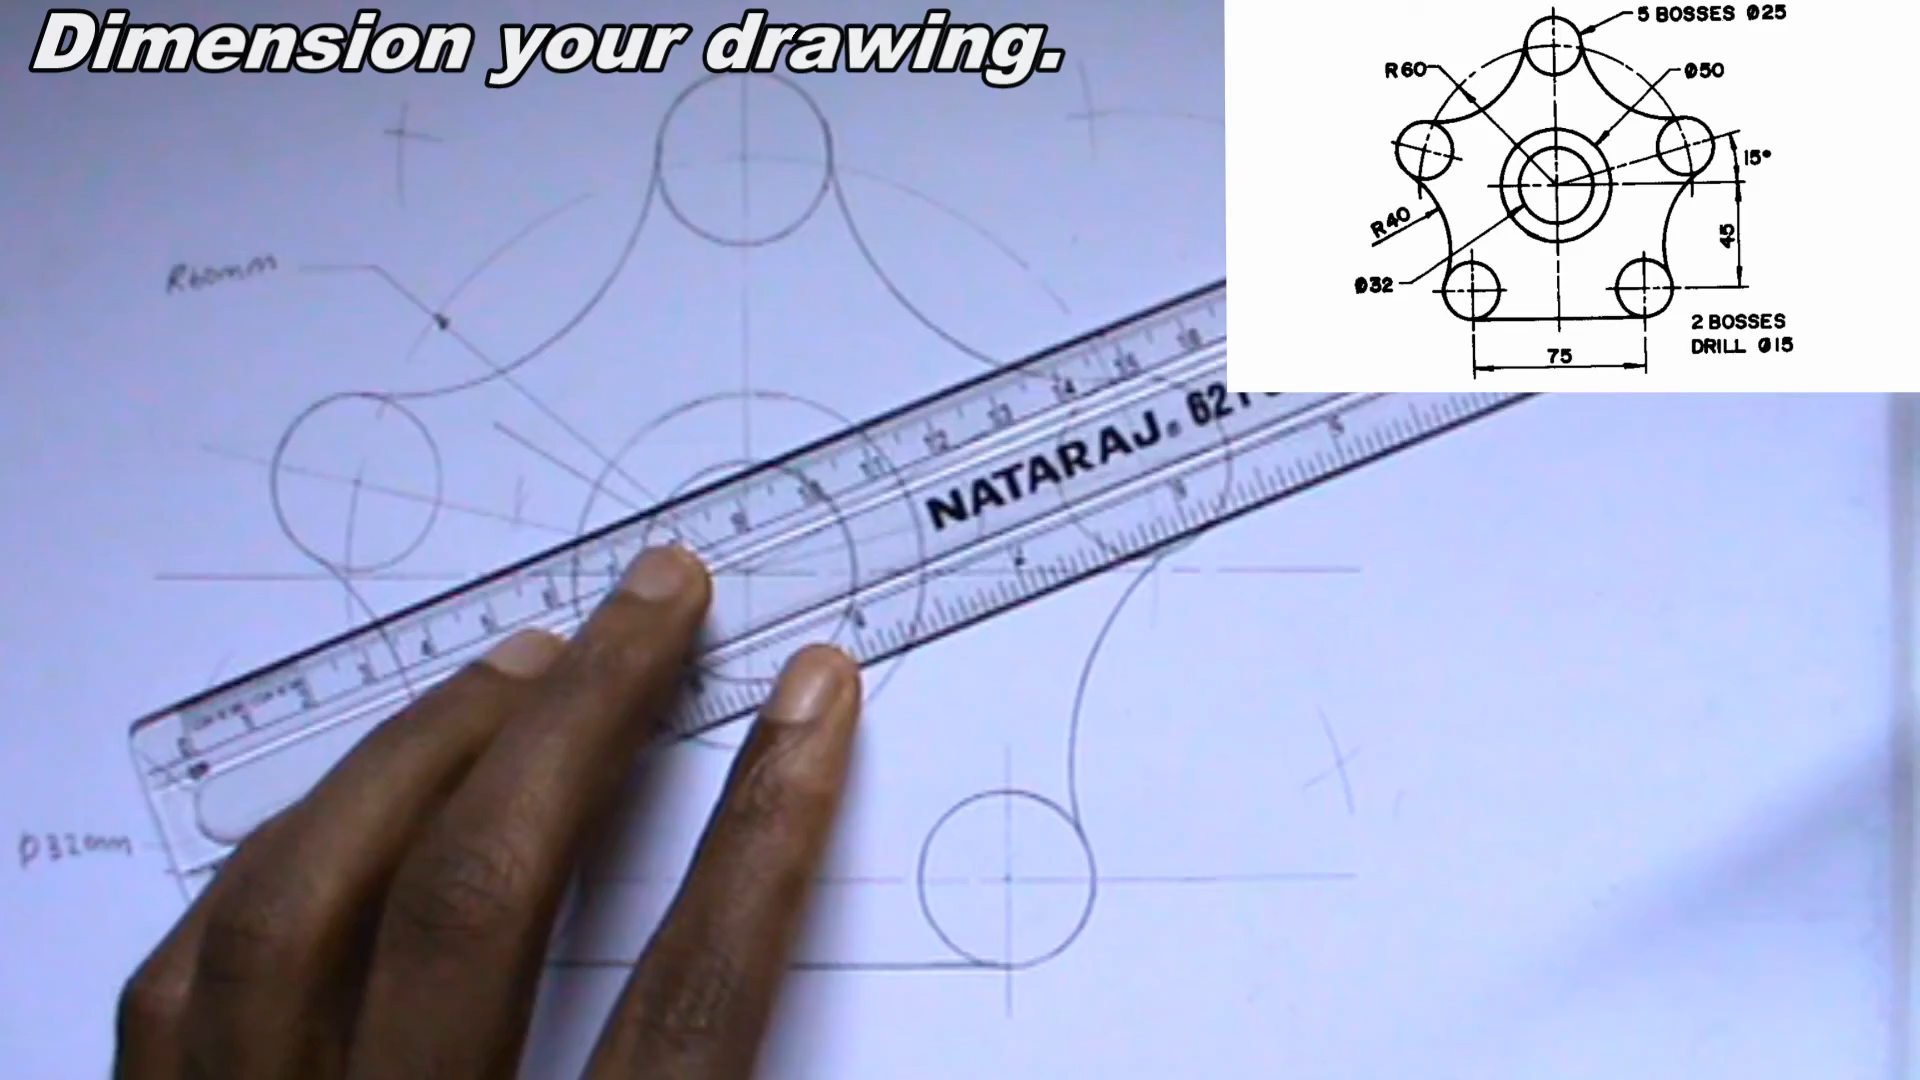 Dimension your drawing.
5 BOSSES Ø25
R60
Ø50
15°
R40
45
Ø32
2 BOSSES
DRILL Ø15
75
R60mm
NATARAJ® 621
Ø32mm